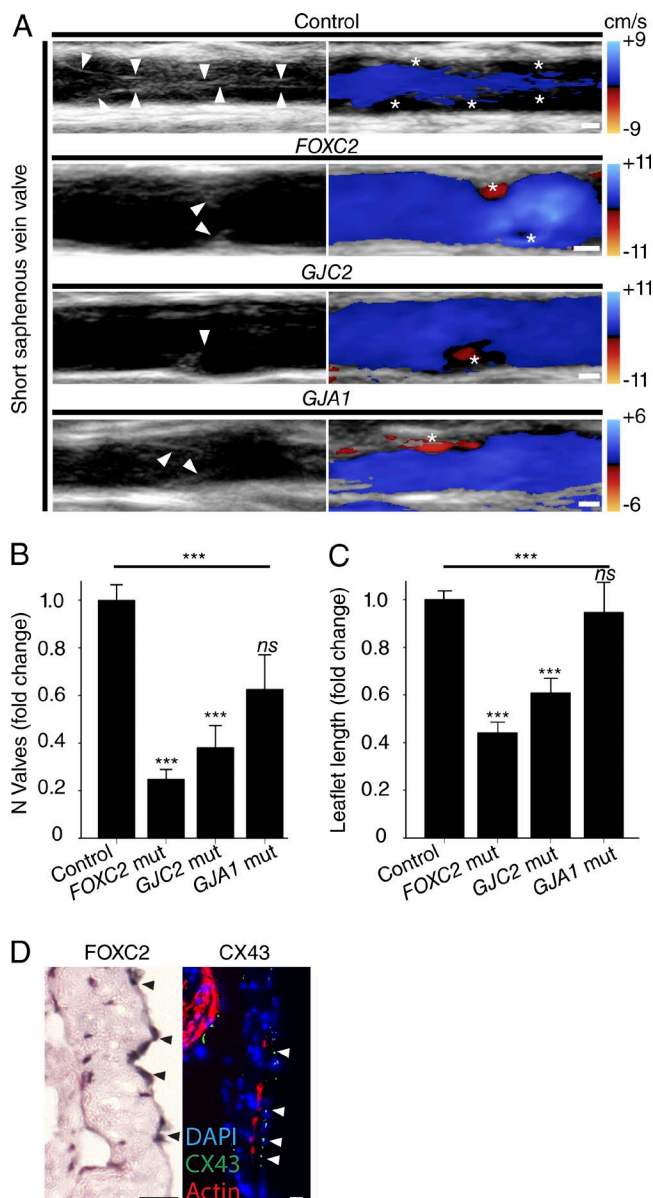 A
Control
cm/s
+9
-9
Short saphenous vein valve
FOXC2
+11
-11
GJC2
+11
-11
GJA1
+6
-6
B
***
N Valves (fold change)
1.0
0.8
0.6
0.4
0.2
0
***
***
ns
Control
FOXC2 mut
GJC2 mut
GJA1 mut
C
***
Leaflet length (fold change)
1.0
0.8
0.6
0.4
0.2
0
***
***
ns
Control
FOXC2 mut
GJC2 mut
GJA1 mut
D
FOXC2
CX43
DAPI
CX43
Actin